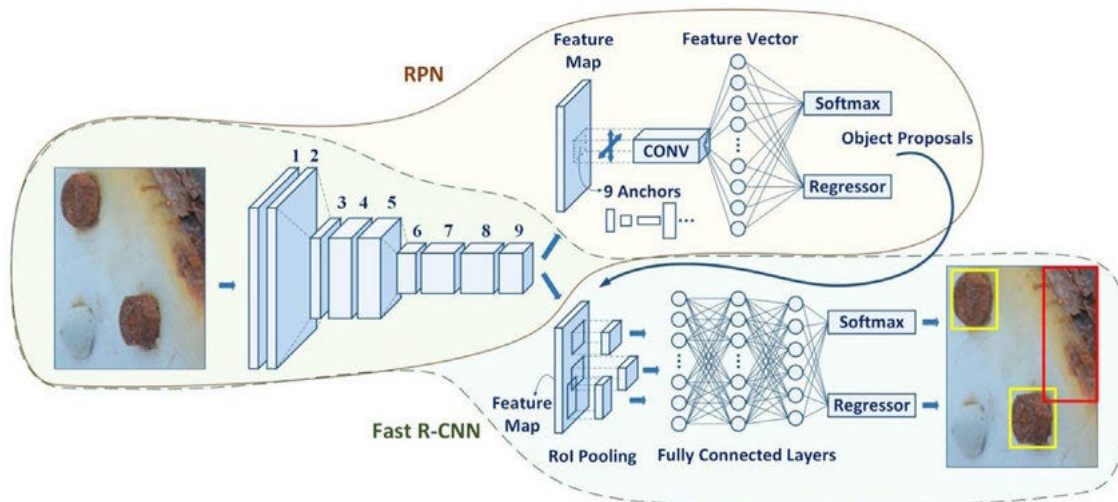 RPN
Feature
Map
Feature Vector
Softmax
CONV
Object Proposals
Regressor
9 Anchors
1 2
3 4 5
6 7 8 9
Softmax
Regressor
Feature
Map
Fast R-CNN
RoI Pooling
Fully Connected Layers